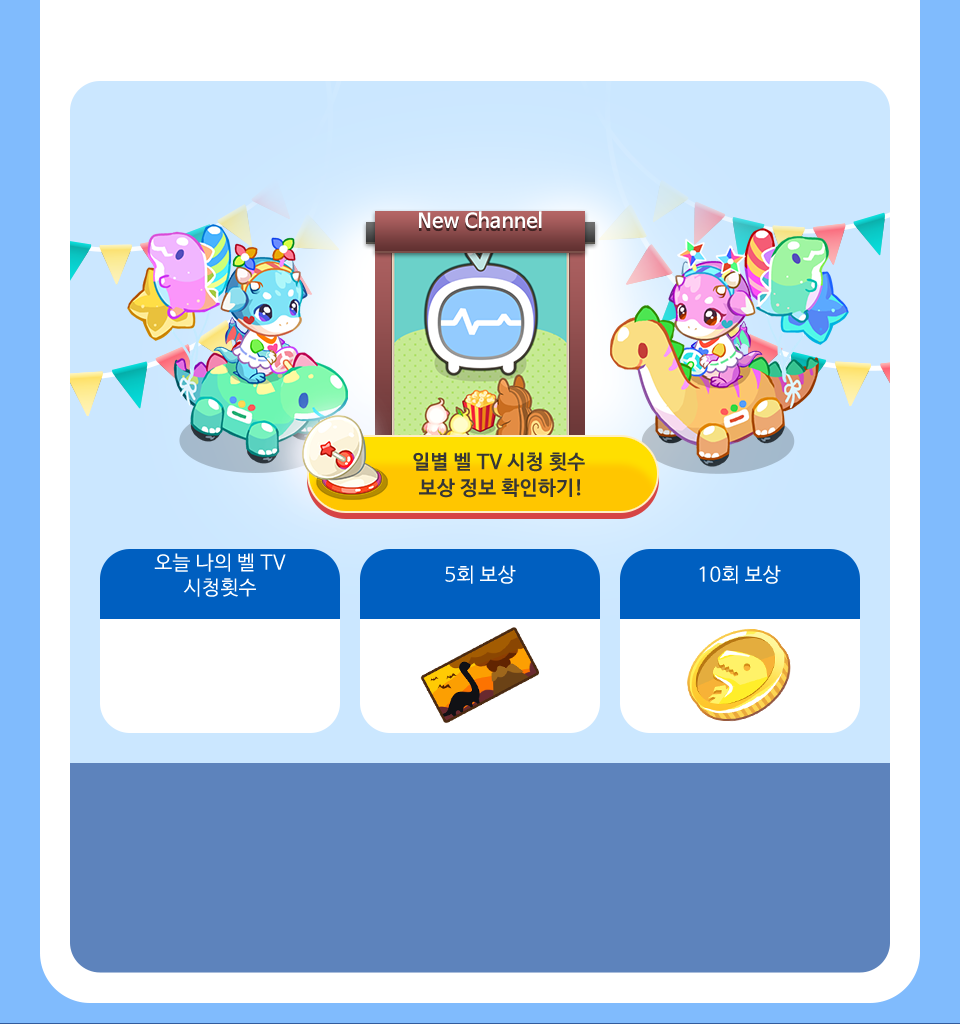 New Channel
일별 벨 TV 시청 횟수
보상 정보 확인하기!
오늘 나의 벨 TV
시청횟수
5회 보상
10회 보상